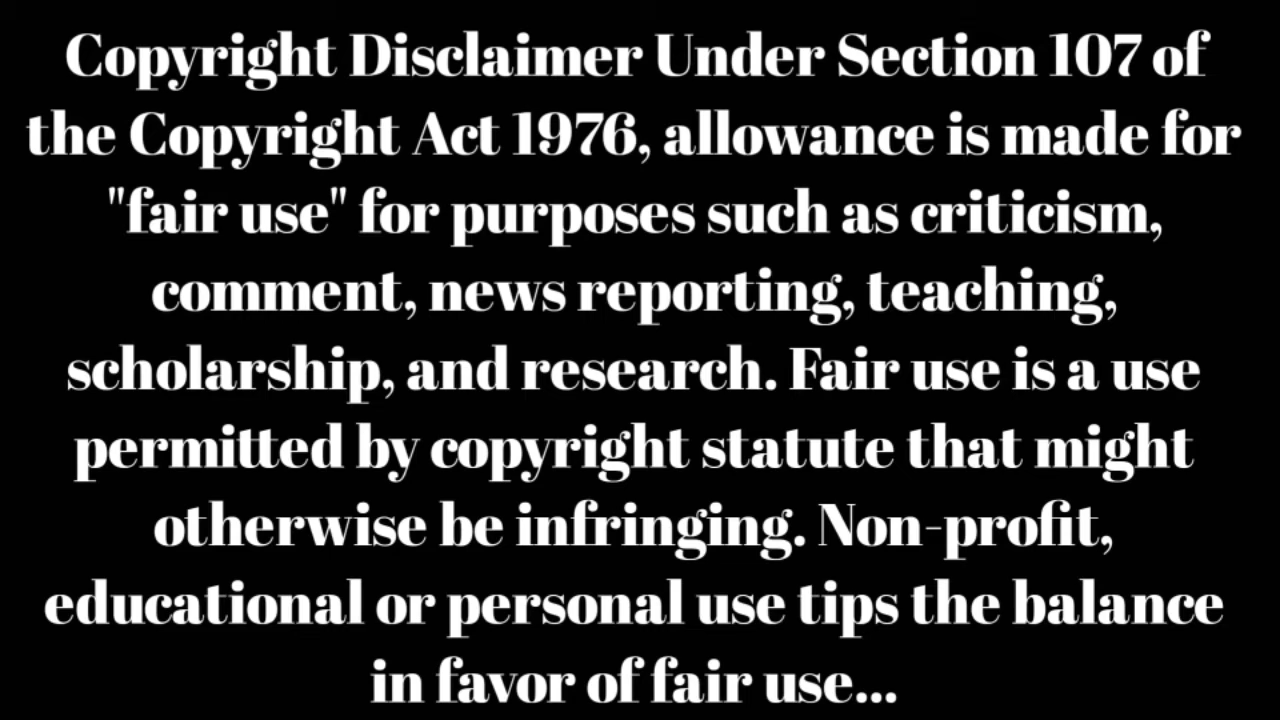 Copyright Disclaimer Under Section 107 of
the Copyright Act 1976, allowance is made for
"fair use" for purposes such as criticism,
comment, news reporting, teaching,
scholarship, and research. Fair use is a use
permitted by copyright statute that might
otherwise be infringing. Non-profit,
educational or personal use tips the balance
in favor of fair use...